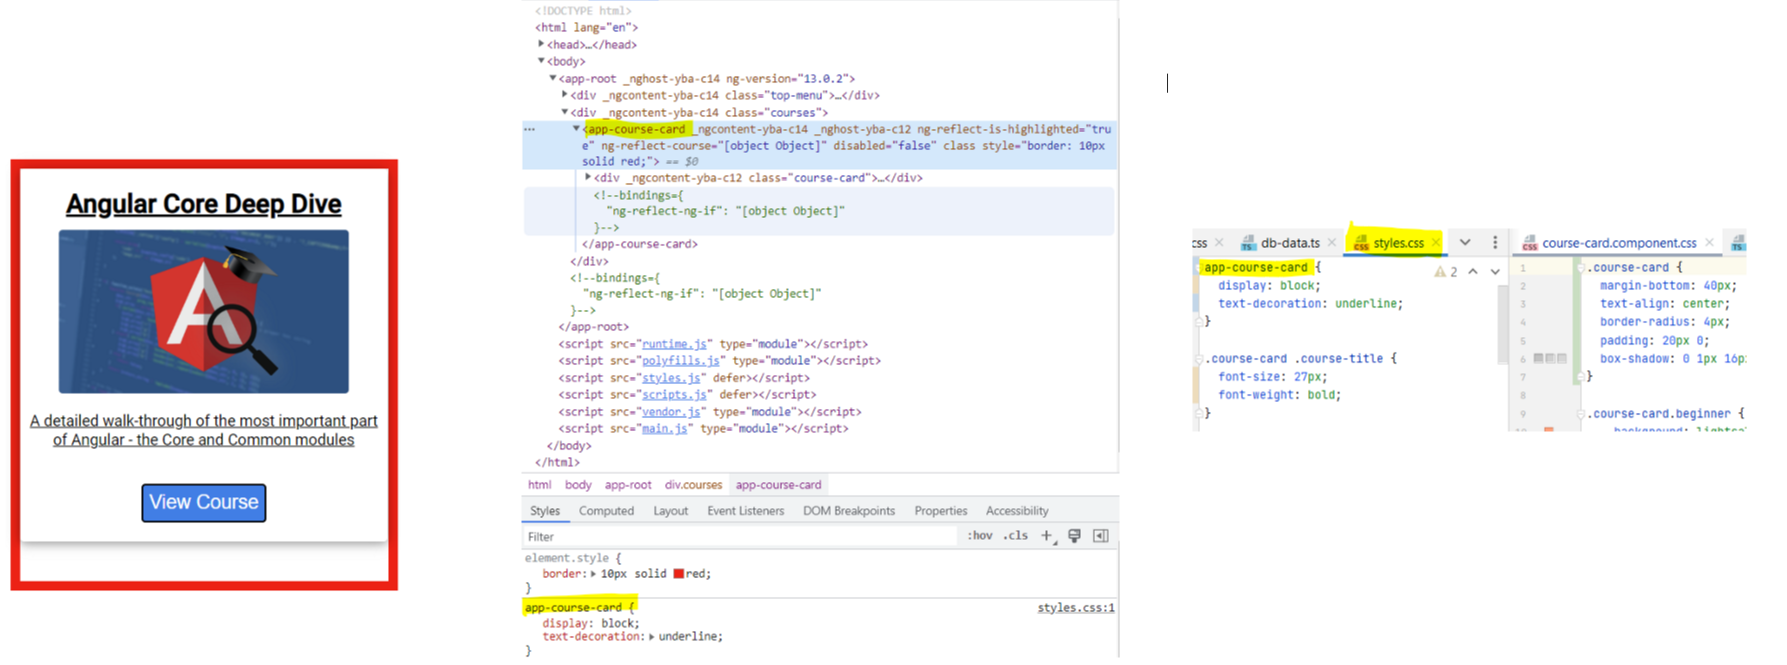 Angular Core Deep Dive
A detailed walk-through of the most important part
of Angular - the Core and Common modules
View Course
<!DOCTYPE html>
<html lang="en">
<head>…</head>
<body>
<app-root _nghost-yba-c14 ng-version="13.0.2">
<div _ngcontent-yba-c14 class="top-menu">…</div>
<div _ngcontent-yba-c14 class="courses">
<app-course-card _ngcontent-yba-c14 _nghost-yba-c12 ng-reflect-is-highlighted="tru
e" ng-reflect-course="[object Object]" disabled="false" class style="border: 10px
solid red;"> == $0
<div _ngcontent-yba-c12 class="course-card">…</div>
<!--bindings={
"ng-reflect-ng-if": "[object Object]"
}-->
</app-course-card>
</div>
<!--bindings={
"ng-reflect-ng-if": "[object Object]"
}-->
</app-root>
<script src="runtime.js" type="module"></script>
<script src="polyfills.js" type="module"></script>
<script src="styles.js" defer></script>
<script src="scripts.js" defer></script>
<script src="vendor.js" type="module"></script>
<script src="main.js" type="module"></script>
</body>
</html>
html body app-root div.courses app-course-card
Styles Computed Layout Event Listeners DOM Breakpoints Properties Accessibility
Filter :hov .cls +
element.style {
border: 10px solid red;
}
app-course-card { styles.css:1
display: block;
text-decoration: underline;
}
css db-data.ts styles.css
app-course-card { 2
display: block;
text-decoration: underline;
}
.course-card .course-title {
font-size: 27px;
font-weight: bold;
}
course-card.component.css
1 .course-card {
2 margin-bottom: 40px;
3 text-align: center;
4 border-radius: 4px;
5 padding: 20px 0;
6 box-shadow: 0 1px 16p
7 }
8
9 .course-card.beginner {